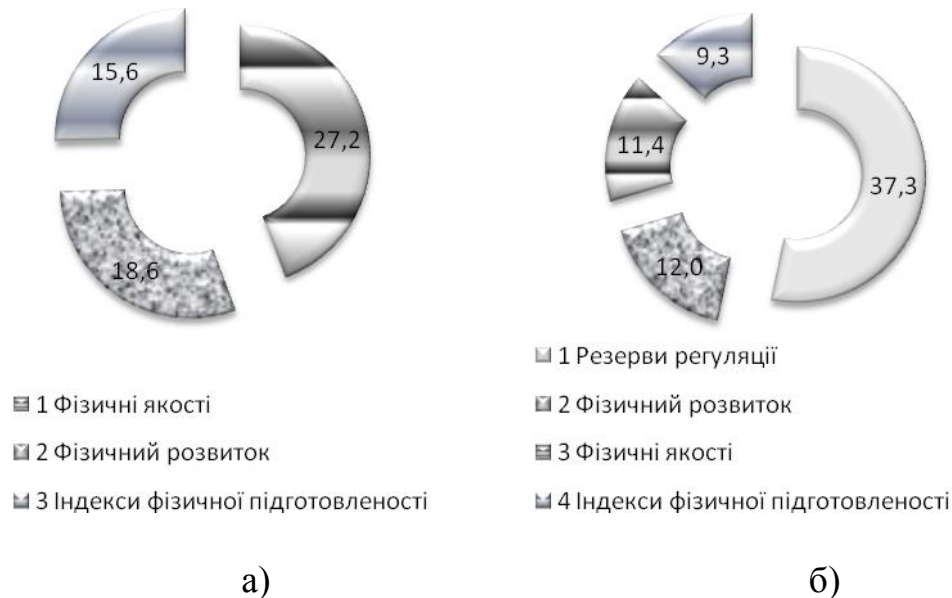 15,6
27,2
18,6
1 Фізичні якості
2 Фізичний розвиток
3 Індекси фізичної підготовленості
а)
9,3
11,4
37,3
12,0
1 Резерви регуляції
2 Фізичний розвиток
3 Фізичні якості
4 Індекси фізичної підготовленості
б)